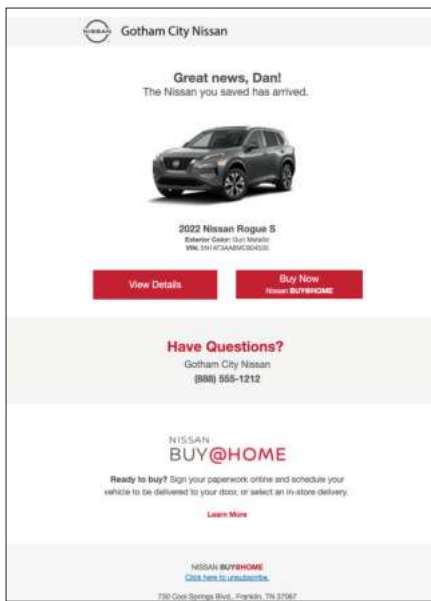 NISSAN Gotham City Nissan
Great news, Dan!
The Nissan you saved has arrived.
2022 Nissan Rogue S
Exterior Color: Gun Metallic
VIN:
View Details
Buy Now
Nissan BUY@HOME
Have Questions?
Gotham City Nissan
(888) 555-1212
NISSAN
BUY@HOME
Ready to buy? Sign your paperwork online and schedule your
vehicle to be delivered to your door, or select an in-store delivery.
Learn More
NISSAN BUY@HOME
Click here to unsubscribe.
730 Cool Springs Blvd., Franklin, TN 37067